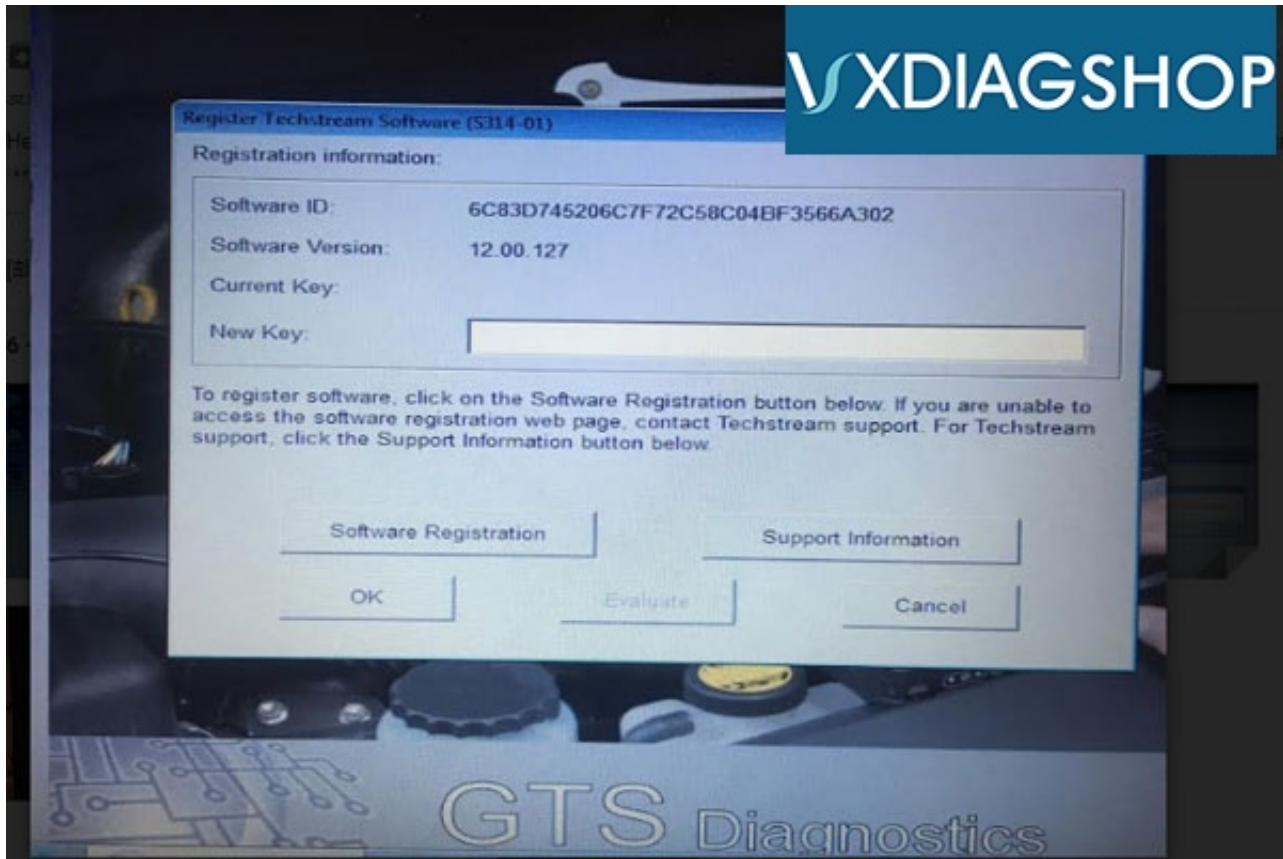 VXDIAGSHOP
Register Techstream Software (S314-01)
Registration information:
Software ID: 6C83D745206C7F72C58C04BF3566A302
Software Version: 12.00.127
Current Key:
New Key:
To register software, click on the Software Registration button below. If you are unable to
access the software registration web page, contact Techstream support. For Techstream
support, click the Support Information button below.
Software Registration Support Information
OK Evaluate Cancel
GTS Diagnostics